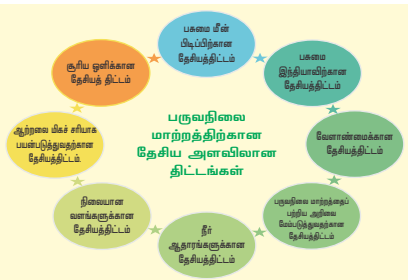 பசுமை மீன்
பிடிப்பிற்கான
தேசியத்திட்டம்
பசுமை
இந்தியாவிற்கான
தேசியத்திட்டம்
வேளாண்மைக்கான
தேசியத்திட்டம்
பருவநிலை மாற்றத்தைப்
பற்றிய அறிவை
மேம்படுத்துவதற்கான
தேசியத்திட்டம்
நீர்
ஆதாரங்களுக்கான
தேசியத்திட்டம்
நிலையான
வளங்களுக்கான
தேசியத்திட்டம்
ஆற்றலை மிகச் சரியாக
பயன்படுத்துவதற்கான
தேசியத்திட்டம்.
சூரிய ஒளிக்கான
தேசியத் திட்டம்
பருவநிலை
மாற்றத்திற்கான
தேசிய அளவிலான
திட்டங்கள்